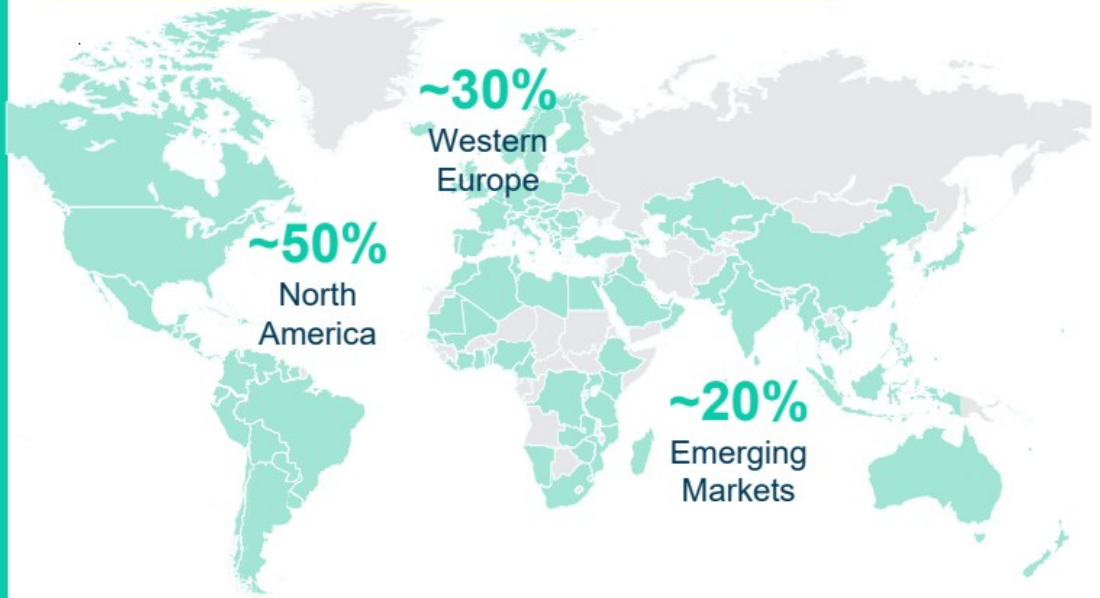 ~30%
Western
Europe
~50%
North
America
~20%
Emerging
Markets